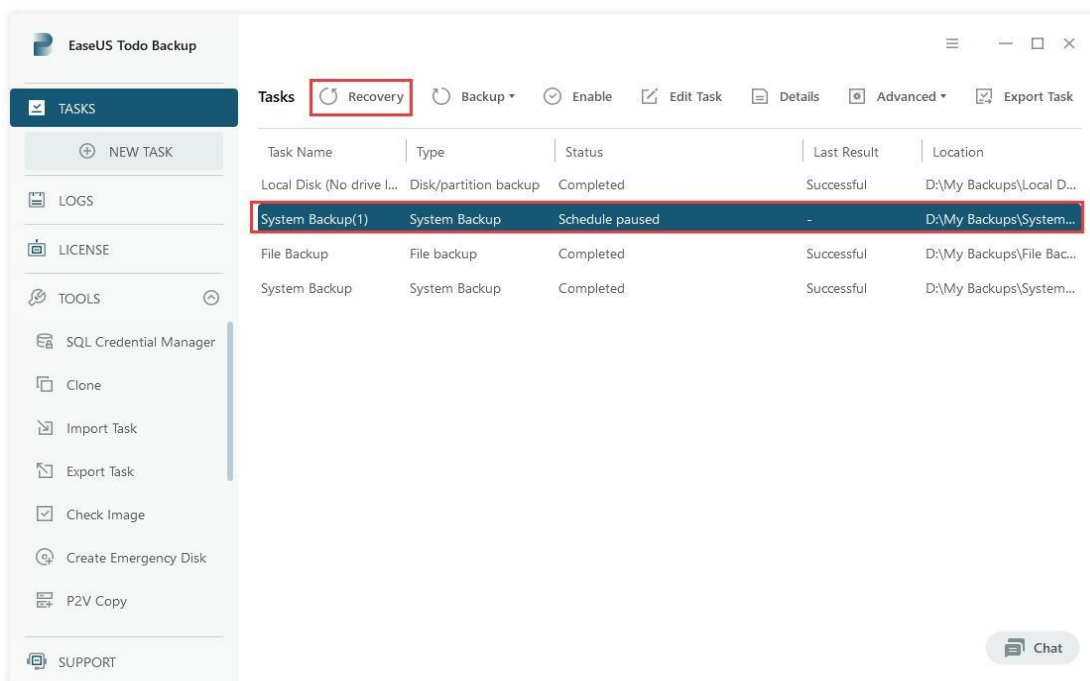 EaseUS Todo Backup
TASKS
NEW TASK
LOGS
LICENSE
TOOLS
SQL Credential Manager
Clone
Import Task
Export Task
Check Image
Create Emergency Disk
P2V Copy
SUPPORT
Tasks Recovery Backup Enable Edit Task Details Advanced Export Task
Task Name Type Status Last Result Location
Local Disk (No drive l... Disk/partition backup Completed Successful D:\My Backups\Local D...
System Backup(1) System Backup Schedule paused - D:\My Backups\System...
File Backup File backup Completed Successful D:\My Backups\File Bac...
System Backup System Backup Completed Successful D:\My Backups\System...
Chat